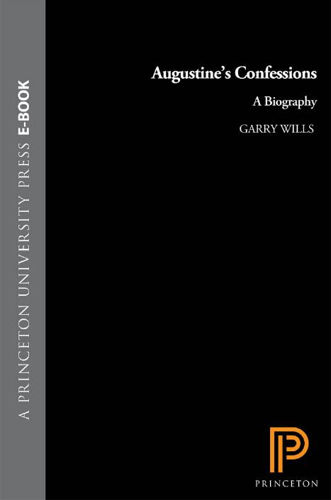 Augustine's Confessions
A Biography
GARRY WILLS
A PRINCETON UNIVERSITY PRESS E-BOOK
PRINCETON